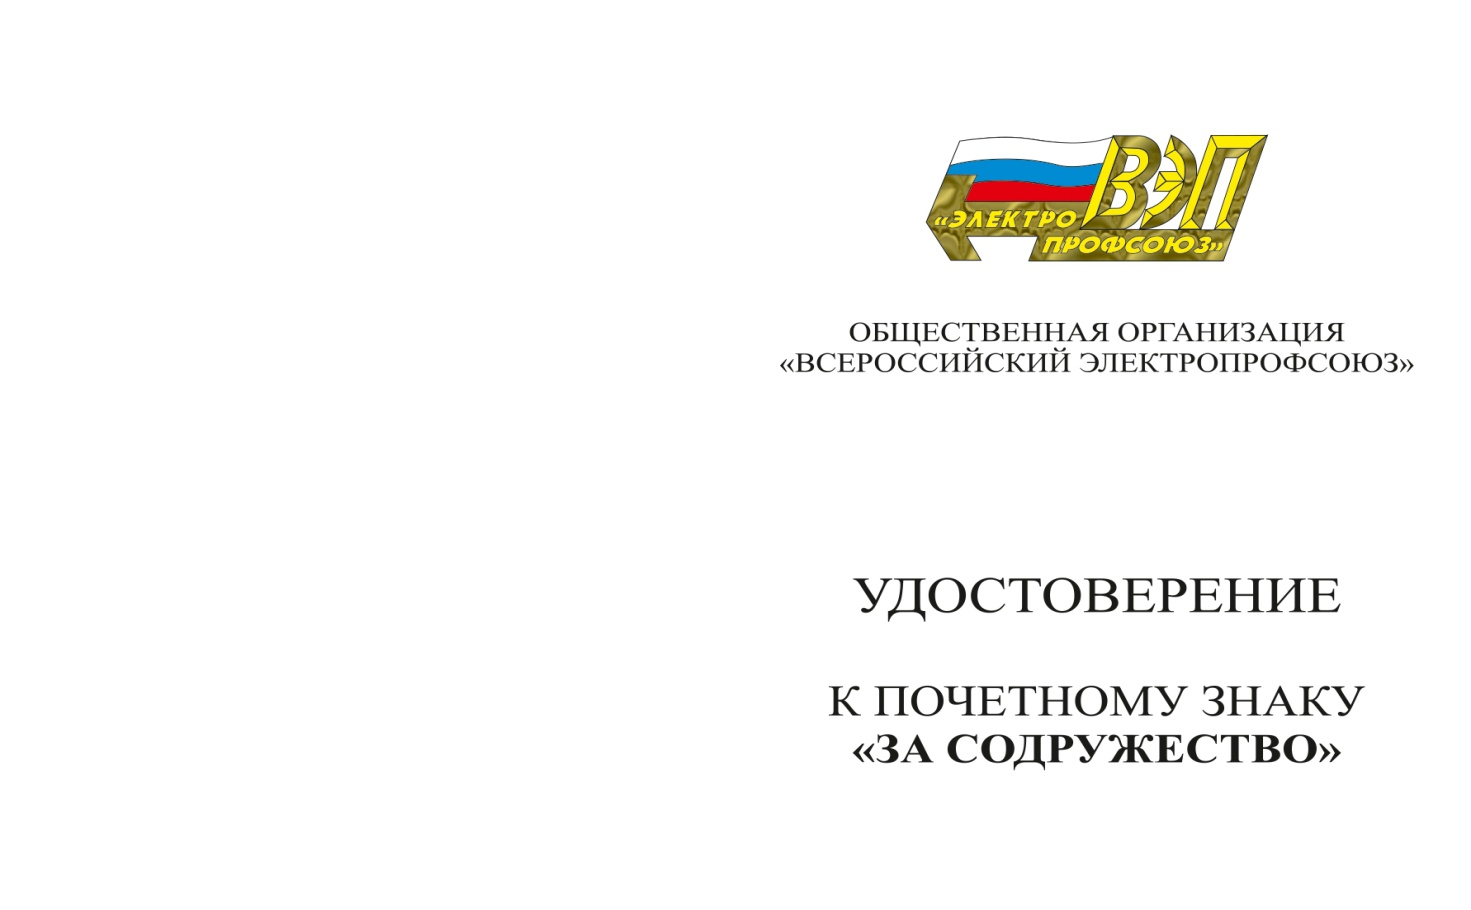 ВЭП
«ЭЛЕКТРО
ПРОФСОЮЗ»
ОБЩЕСТВЕННАЯ ОРГАНИЗАЦИЯ
«ВСЕРОССИЙСКИЙ ЭЛЕКТРОПРОФСОЮЗ»
УДОСТОВЕРЕНИЕ
К ПОЧЕТНОМУ ЗНАКУ
«ЗА СОДРУЖЕСТВО»